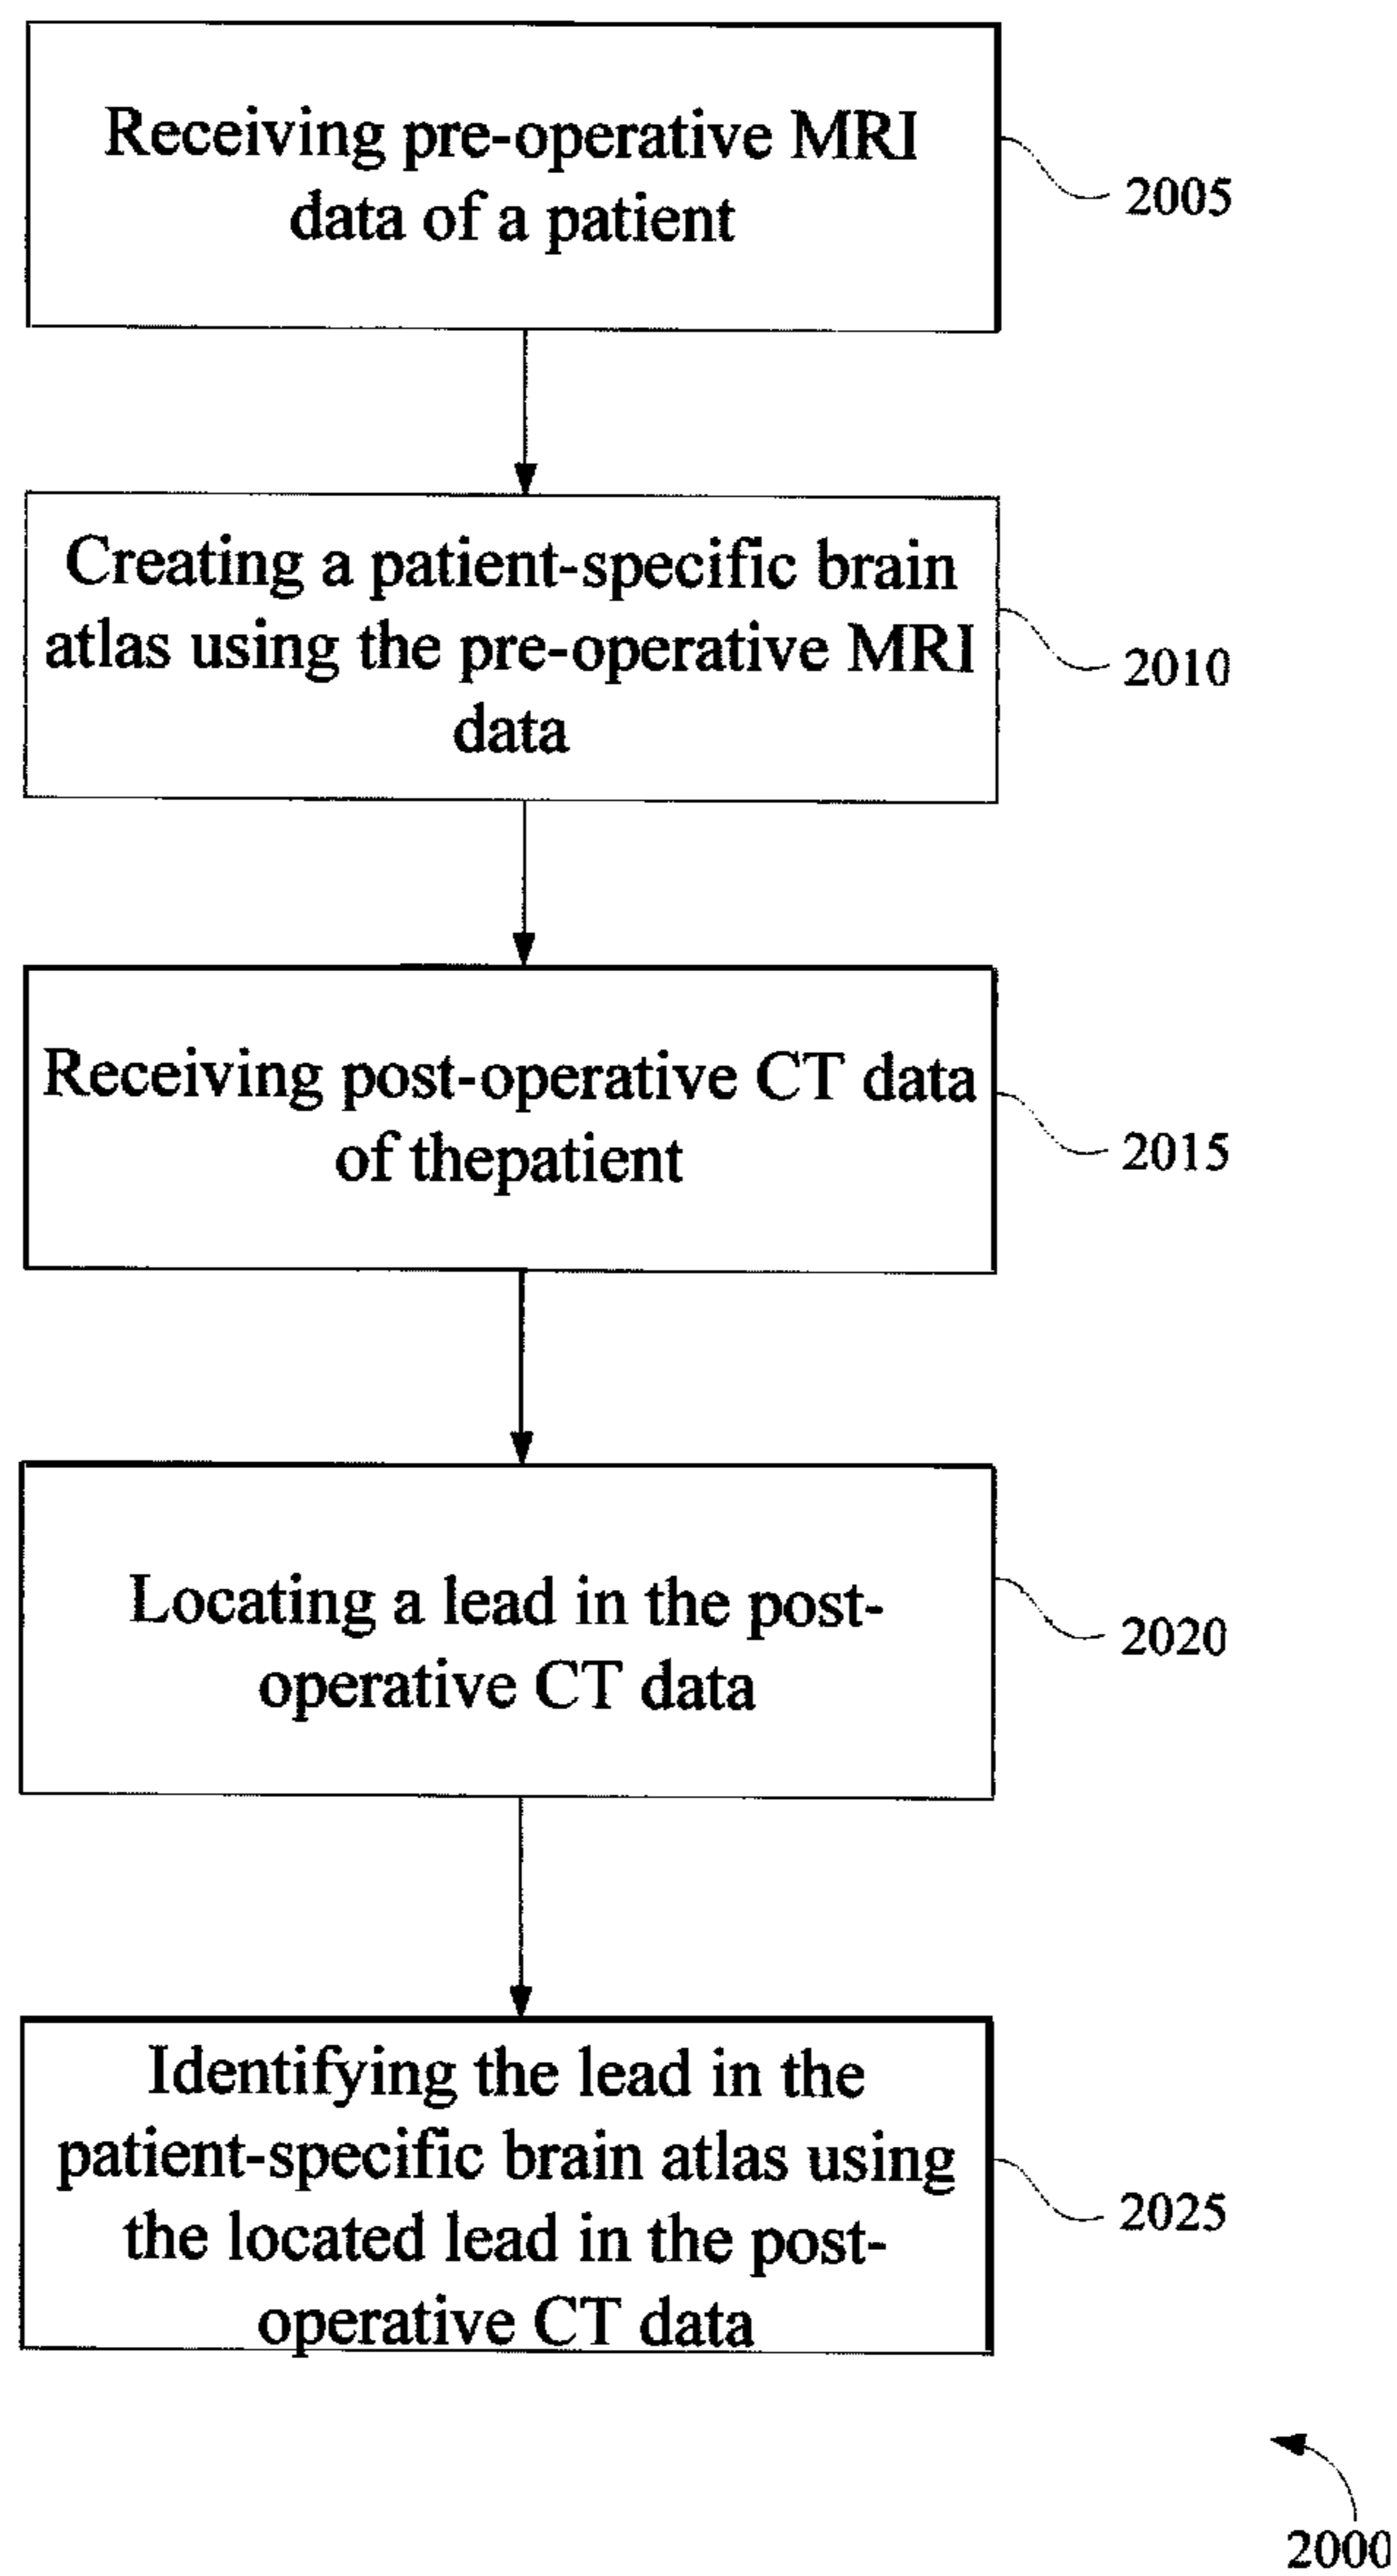 Receiving pre-operative MRI
data of a patient
2005
Creating a patient-specific brain
atlas using the pre-operative MRI
data
2010
Receiving post-operative CT data
of thepatient
2015
Locating a lead in the post-
operative CT data
2020
Identifying the lead in the
patient-specific brain atlas using
the located lead in the post-
operative CT data
2025
2000